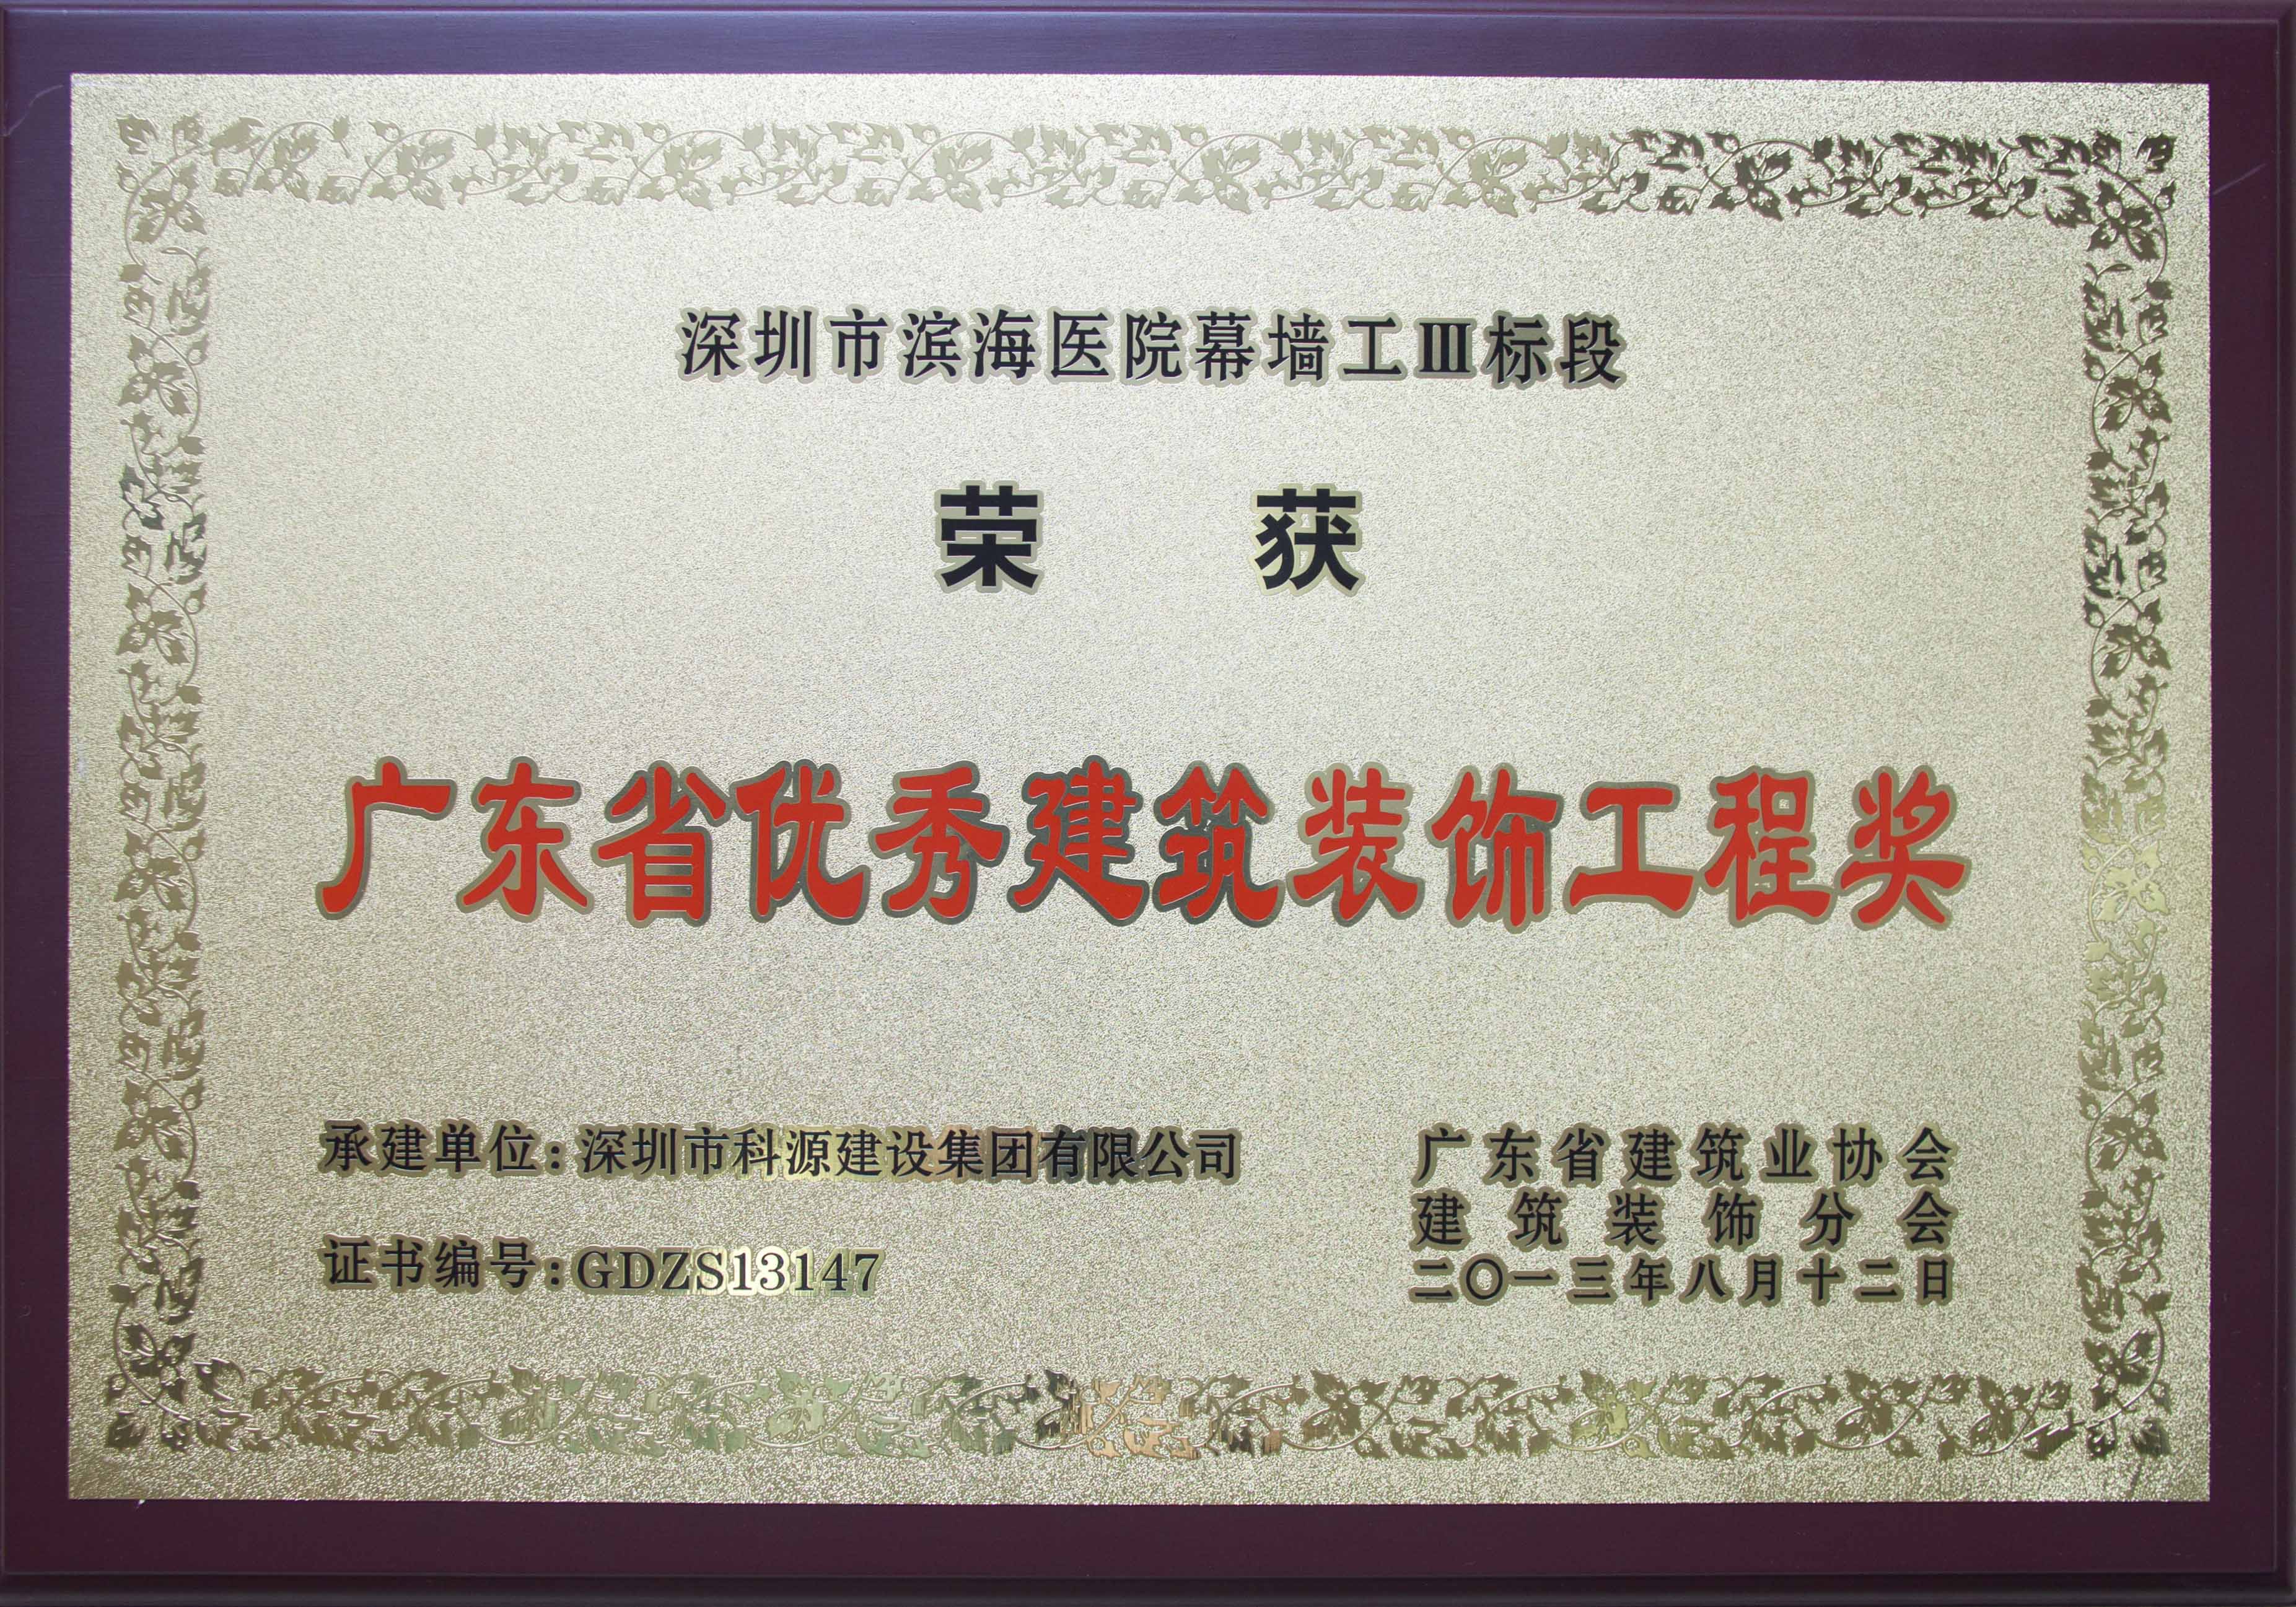 深圳市滨海医院幕墙工Ⅲ标段
荣获
广东省优秀建筑装饰工程奖
承建单位:深圳市科源建设集团有限公司
证书编号:GDZS13147
广东省建筑业协会
建筑装饰分会
二〇一三年八月十二日